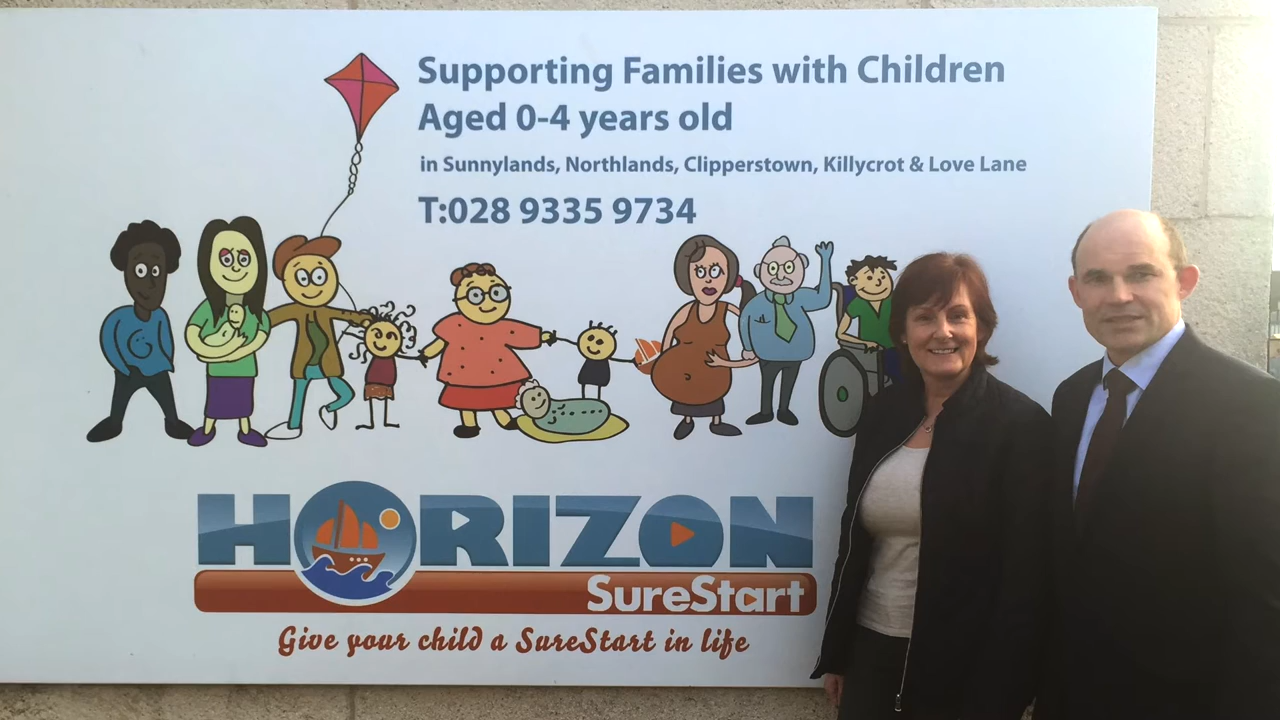 Supporting Families with Children
Aged 0-4 years old
in Sunnylands, Northlands, Clipperstown, Killycrot & Love Lane
T:028 9335 9734
HORIZON
SureStart
Give your child a SureStart in life